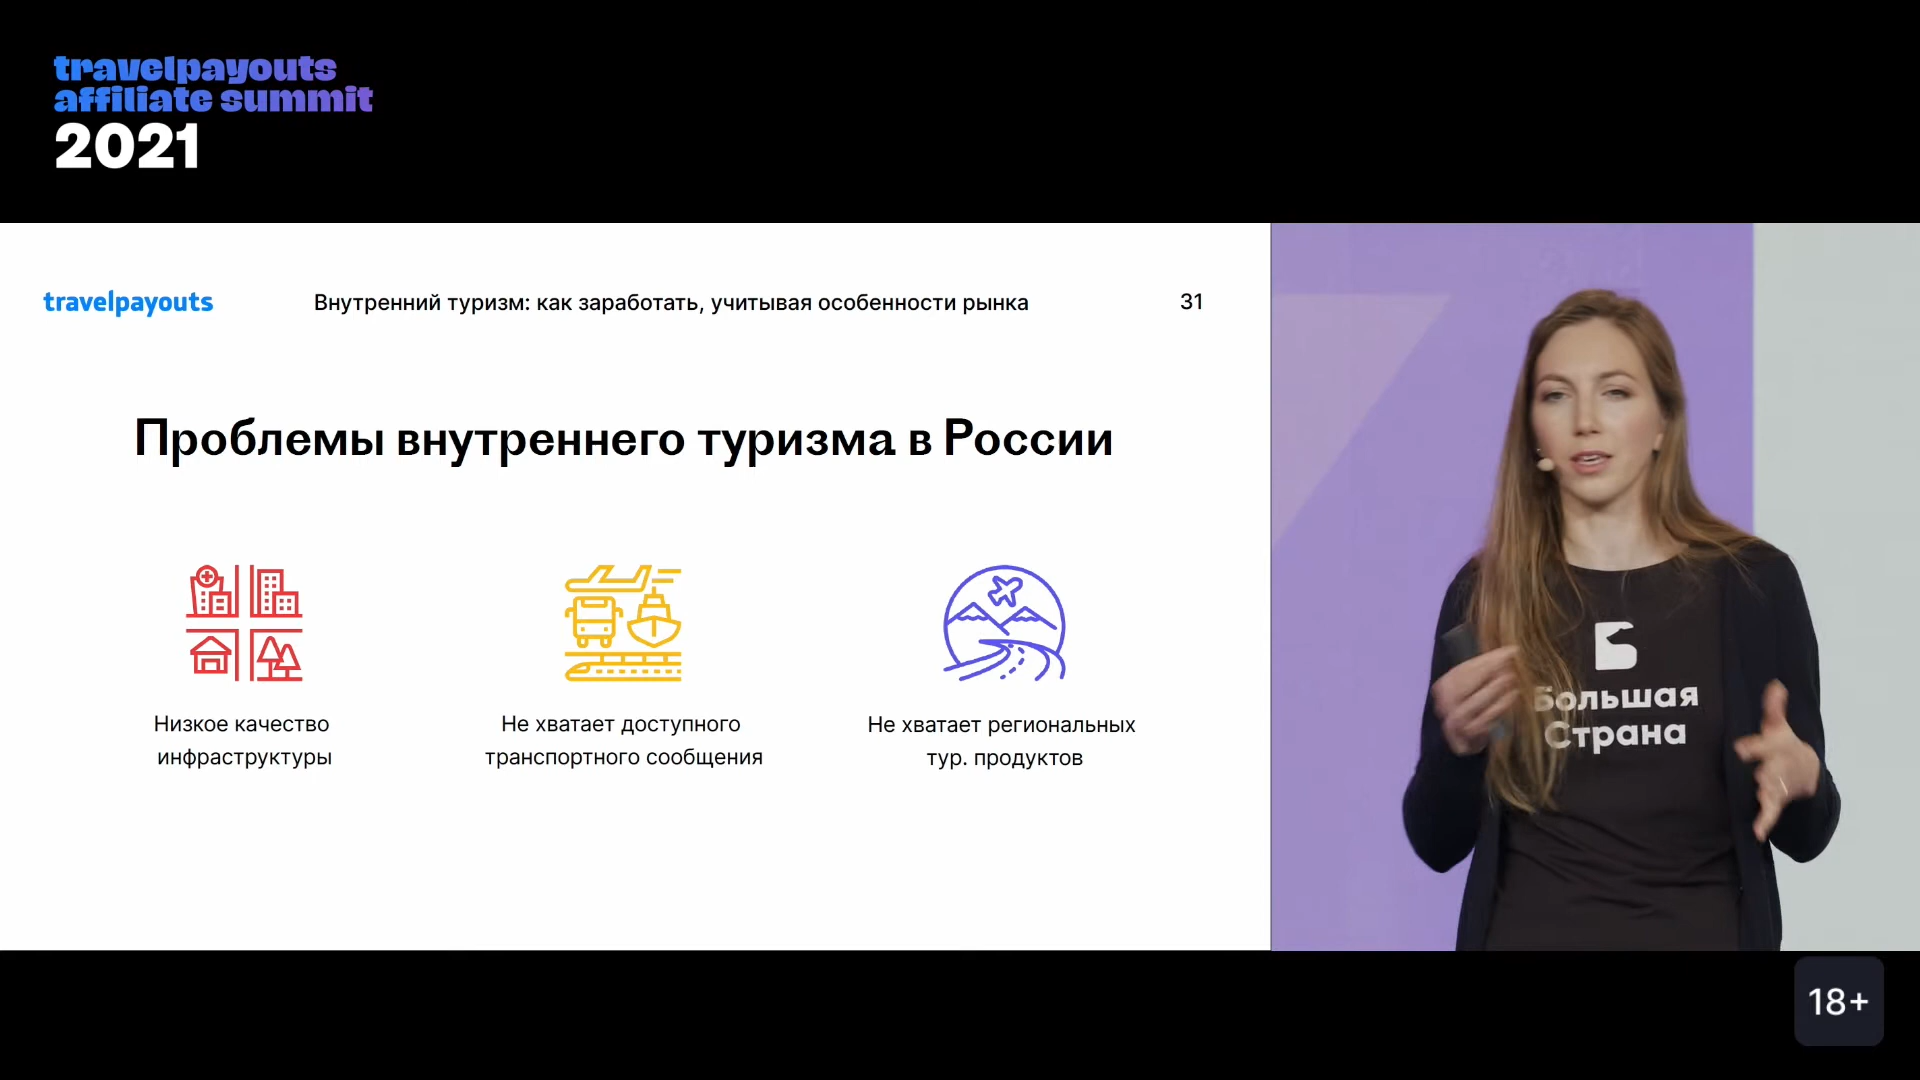 travelpayouts
affiliate summit
2021
travelpayouts
Внутренний туризм: как заработать, учитывая особенности рынка
31
Проблемы внутреннего туризма в России
Низкое качество
инфраструктуры
Не хватает доступного
транспортного сообщения
Не хватает региональных
тур. продуктов
Б
Большая
Страна
18+